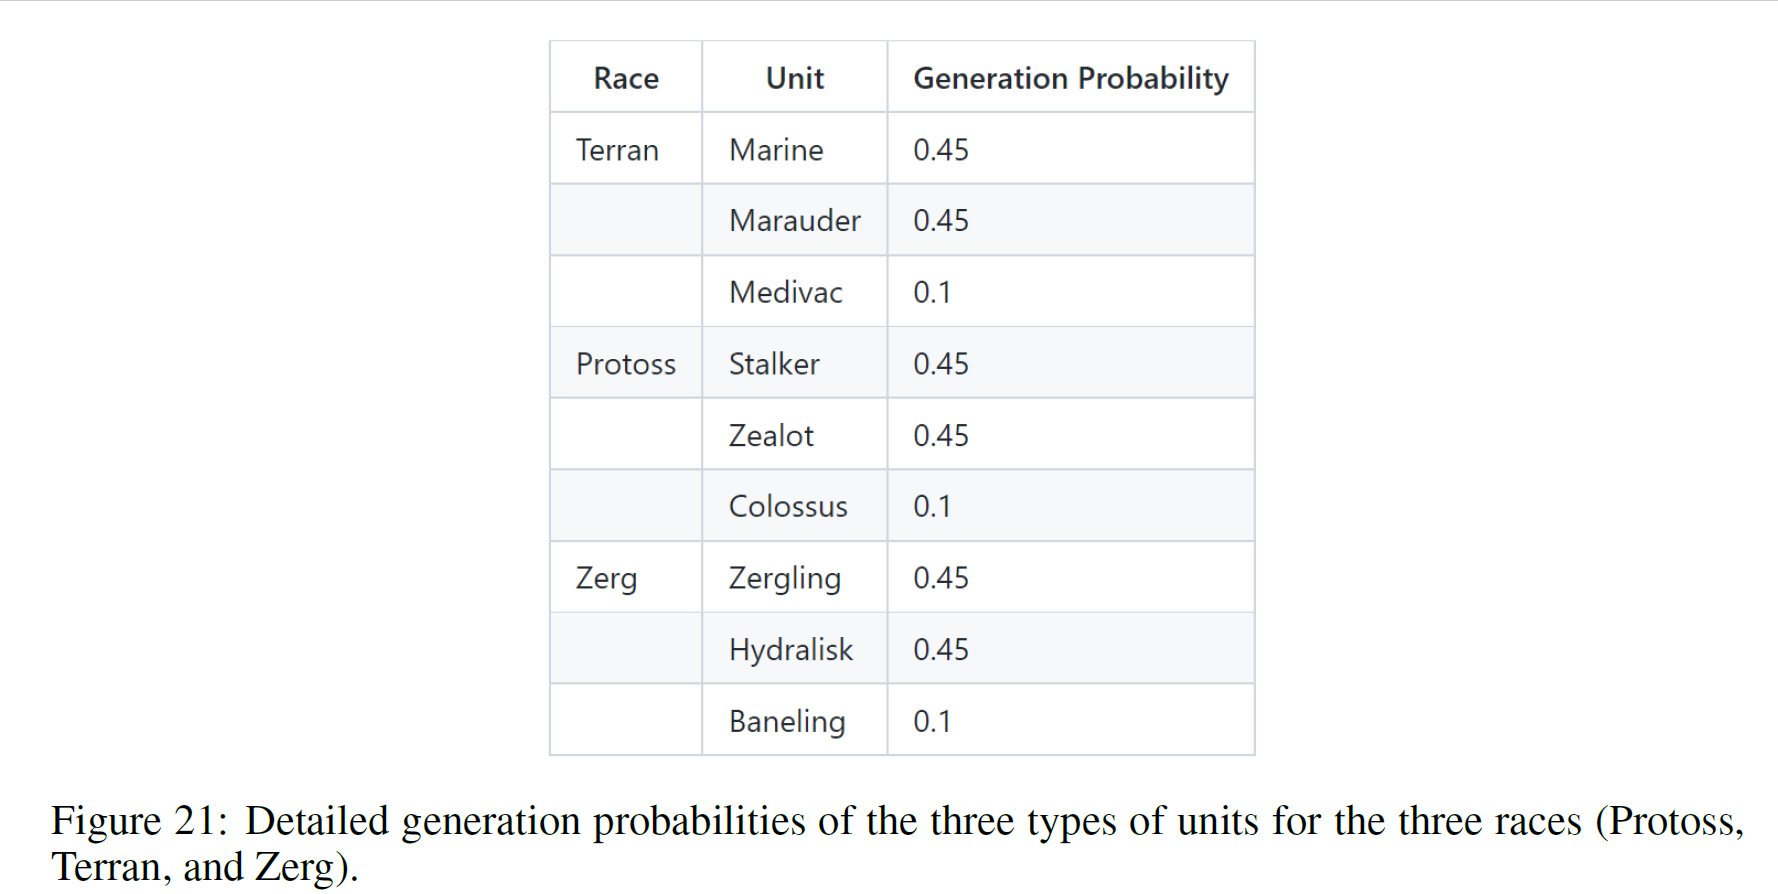 Race Unit Generation Probability
Terran Marine 0.45
Marauder 0.45
Medivac 0.1
Protoss Stalker 0.45
Zealot 0.45
Colossus 0.1
Zerg Zergling 0.45
Hydralisk 0.45
Baneling 0.1
Figure 21: Detailed generation probabilities of the three types of units for the three races (Protoss,
Terran, and Zerg).